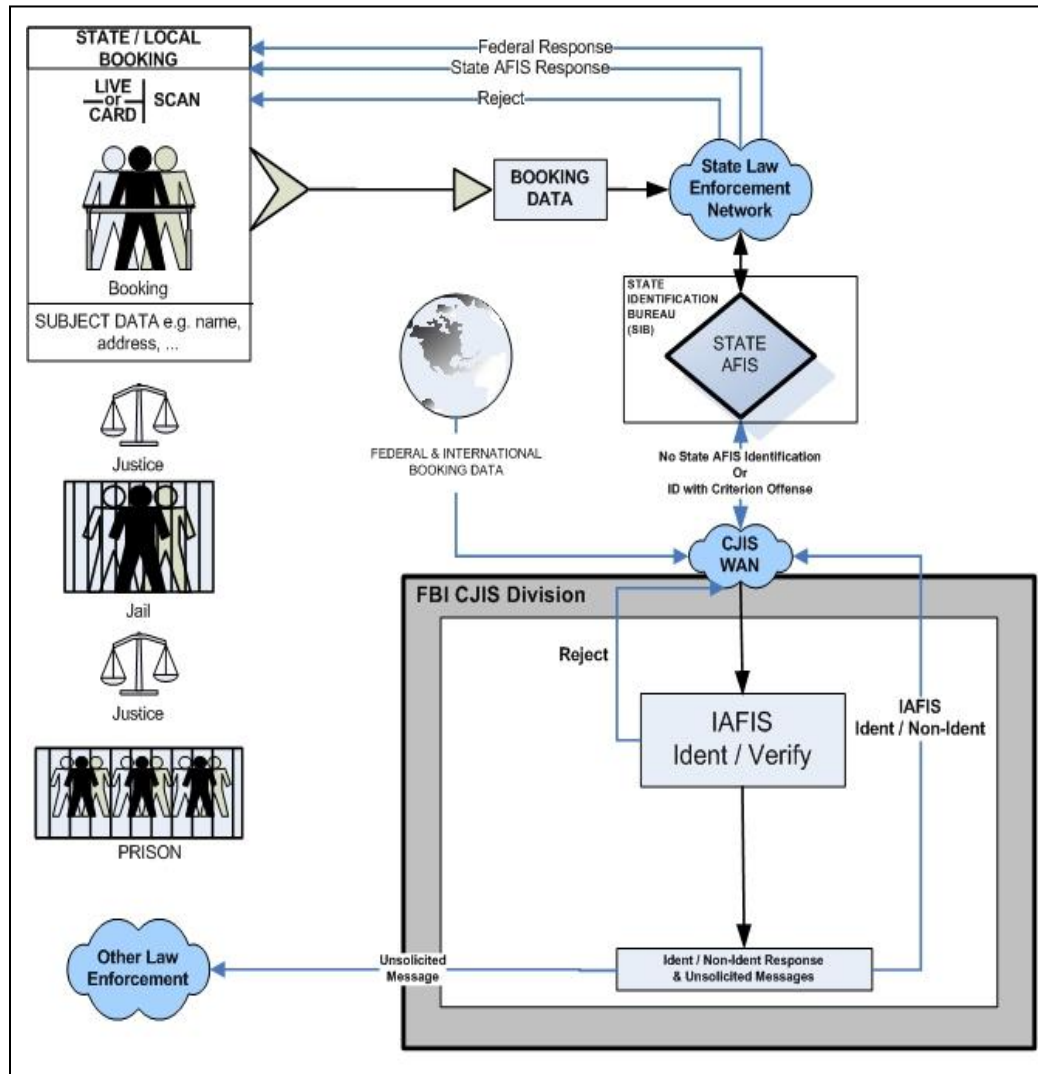 STATE / LOCAL
BOOKING
LIVE
or
CARD
SCAN
Booking
SUBJECT DATA e.g. name,
address, ...
Federal Response
State AFIS Response
Reject
BOOKING
DATA
State Law
Enforcement
Network
STATE
IDENTIFICATION
BUREAU
(SIB)
STATE
AFIS
FEDERAL & INTERNATIONAL
BOOKING DATA
No State AFIS Identification
Or
ID with Criterion Offense
Justice
Jail
Justice
PRISON
CJIS
WAN
FBI CJIS Division
Reject
IAFIS
Ident / Verify
IAFIS
Ident / Non-Ident
Other Law
Enforcement
Unsolicited
Message
Ident / Non-Ident Response
& Unsolicited Messages